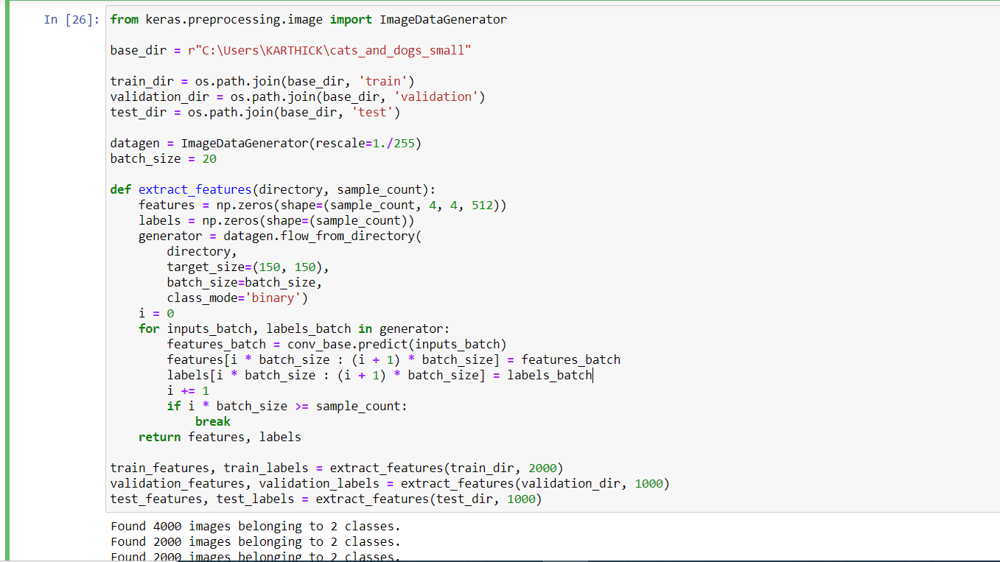 In [26]: from keras.preprocessing.image import ImageDataGenerator

base_dir = r"C:\Users\KARTHICK\cats_and_dogs_small"

train_dir = os.path.join(base_dir, 'train')
validation_dir = os.path.join(base_dir, 'validation')
test_dir = os.path.join(base_dir, 'test')

datagen = ImageDataGenerator(rescale=1./255)
batch_size = 20

def extract_features(directory, sample_count):
    features = np.zeros(shape=(sample_count, 4, 4, 512))
    labels = np.zeros(shape=(sample_count))
    generator = datagen.flow_from_directory(
        directory,
        target_size=(150, 150),
        batch_size=batch_size,
        class_mode='binary')
    i = 0
    for inputs_batch, labels_batch in generator:
        features_batch = conv_base.predict(inputs_batch)
        features[i * batch_size : (i + 1) * batch_size] = features_batch
        labels[i * batch_size : (i + 1) * batch_size] = labels_batch
        i += 1
        if i * batch_size >= sample_count:
            break
    return features, labels

train_features, train_labels = extract_features(train_dir, 2000)
validation_features, validation_labels = extract_features(validation_dir, 1000)
test_features, test_labels = extract_features(test_dir, 1000)

Found 4000 images belonging to 2 classes.
Found 2000 images belonging to 2 classes.
Found 2000 images belonging to 2 classes.